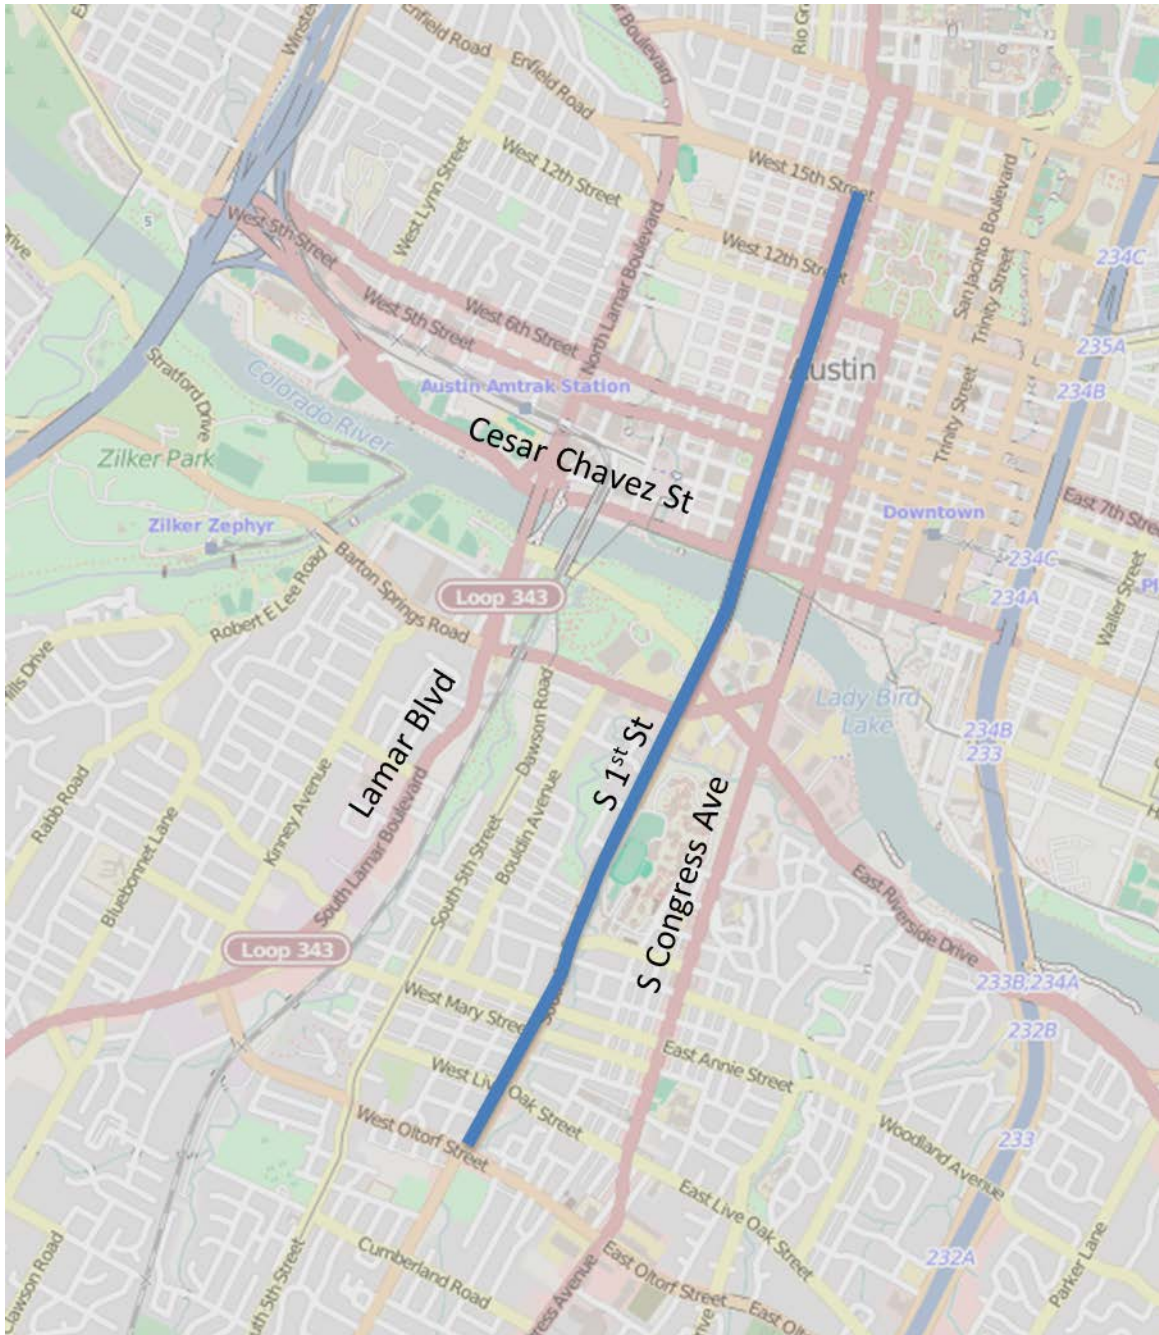 Enfield Road
Enfield Road
West Lynn Street
West 12th Street
West 15th Street
West 12th Street
San Jacinto Boulevard
Trinity Street
Trinity Street
5
West 5th Street
West 5th Street
West 6th Street
North Lamar Boulevard
234C
235A
234B
Austin
Austin Amtrak Station
Colorado River
Stratford Drive
Zilker Park
Cesar Chavez St
Downtown
East 7th
Zilker Zephyr
234C
234A
Waller Street
Barton Springs Road
Robert E Lee Road
Loop 343
Lady Bird
Lake
234B
233
Lamar Blvd
Dawson Road
S 1st St
S Congress Ave
Rabb Road
Kinney Avenue
Bluebonnet Lane
South Lamar Boulevard
Bouldin Avenue
South 5th Street
East Riverside Drive
Loop 343
233B;234A
232B
West Mary
East Annie Street
West Live Oak Street
West Oltorf Street
Woodland Avenue
233
East Live Oak Street
232A
Parker Lane
Cumberland Road
East Oltorf Street
East
Road
5th Street
Avenue